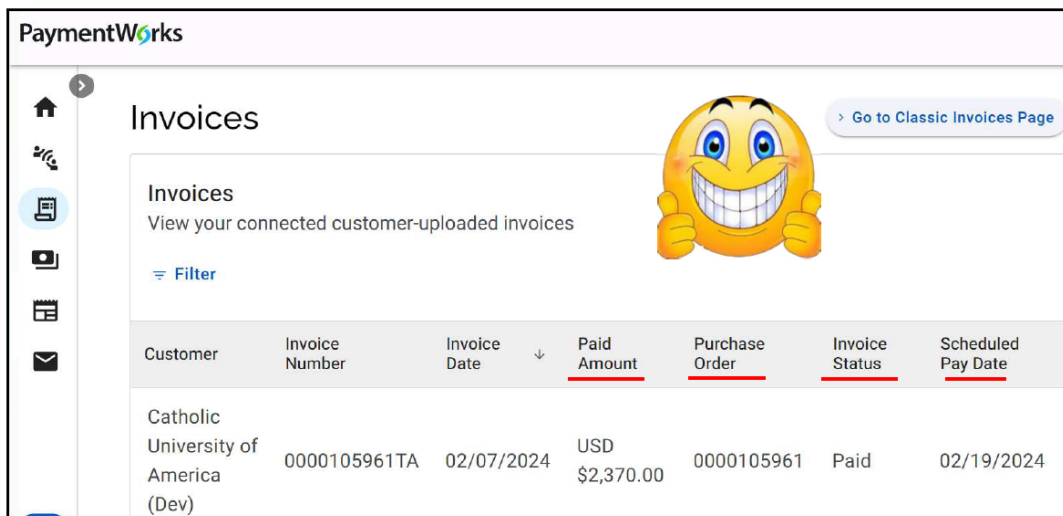 PaymentWorks
Invoices
> Go to Classic Invoices Page
Invoices
View your connected customer-uploaded invoices
Filter
Customer
Invoice Number
Invoice Date
Paid Amount
Purchase Order
Invoice Status
Scheduled Pay Date
Catholic University of America (Dev)
0000105961TA
02/07/2024
USD $2,370.00
0000105961
Paid
02/19/2024